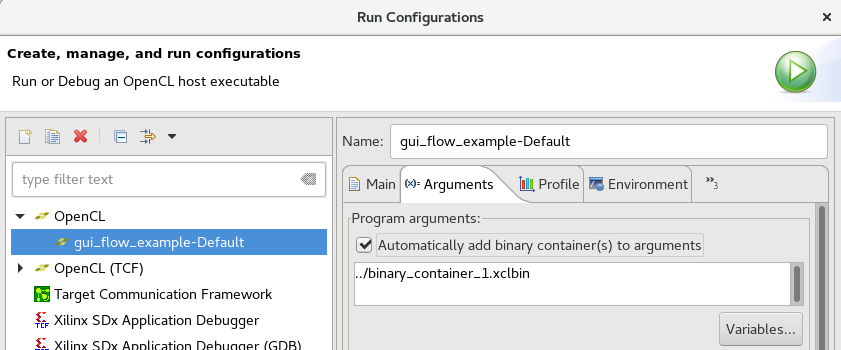 Run Configurations
Create, manage, and run configurations
Run or Debug an OpenCL host executable
type filter text
OpenCL
gui_flow_example-Default
OpenCL (TCF)
Target Communication Framework
Xilinx SDx Application Debugger
Xilinx SDx Application Debugger (GDB)
Name: gui_flow_example-Default
Main (x)= Arguments Profile Environment »3
Program arguments:
Automatically add binary container(s) to arguments
../binary_container_1.xclbin
Variables...